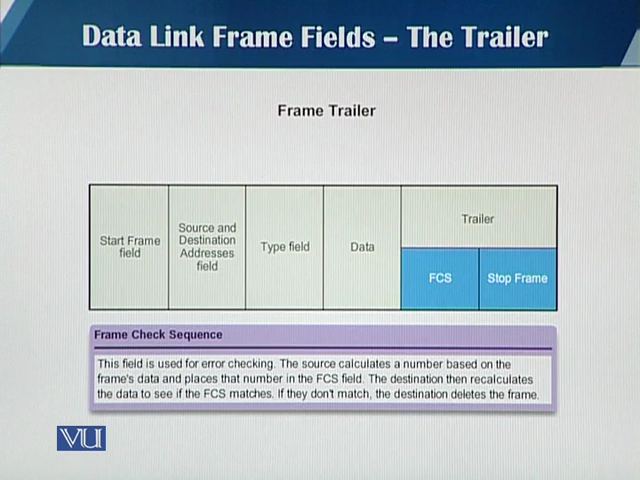 Data Link Frame Fields – The Trailer
Frame Trailer
Start Frame
field
Source and
Destination
Addresses
field
Type field
Data
Trailer
FCS
Stop Frame
Frame Check Sequence
This field is used for error checking. The source calculates a number based on the
frame's data and places that number in the FCS field. The destination then recalculates
the data to see if the FCS matches. If they don't match, the destination deletes the frame.
VU